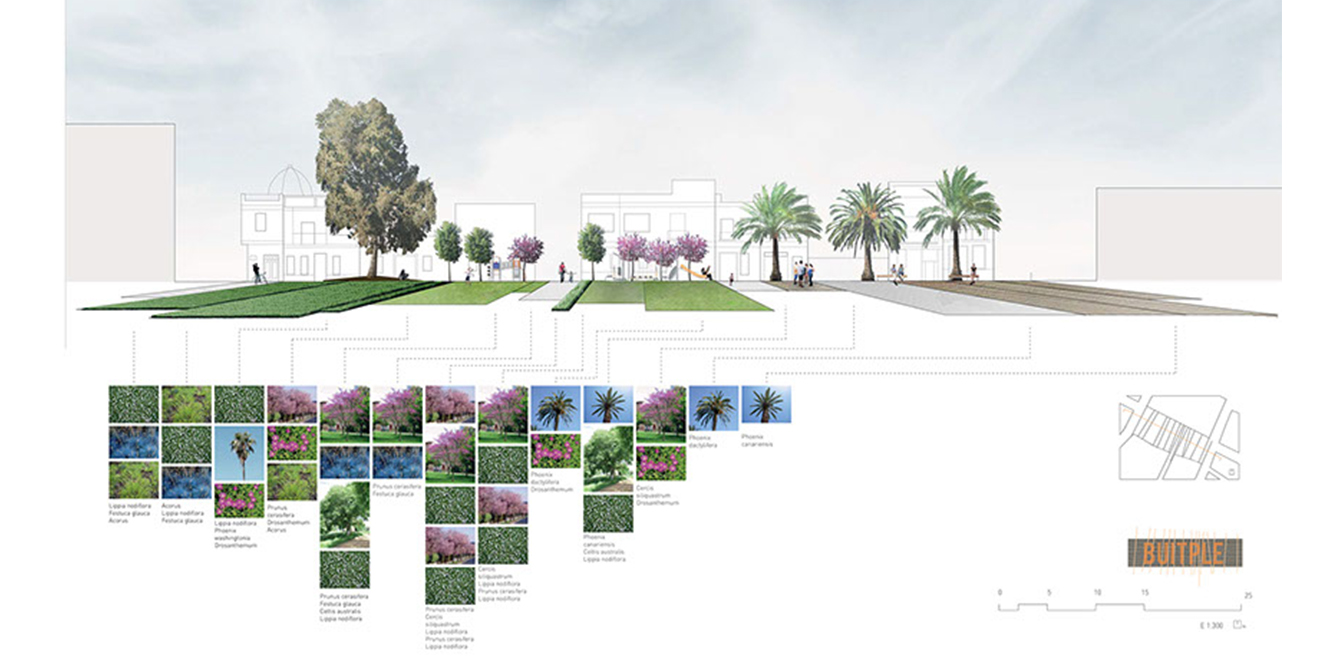 Lippia nodiflora
Festuca glauca
Acorus
Acorus
Lippia nodiflora
Festuca glauca
Lippia nodiflora
Phoenix
washingtonia
Drosanthemum
Prunus
cerasifera
Drosanthemum
Acorus
Prunus cerasifera
Festuca glauca
Celtis australis
Lippia nodiflora
Prunus cerasifera
Festuca glauca
Prunus cerasifera
Cercis
siliquastrum
Lippia nodiflora
Prunus cerasifera
Lippia nodiflora
Cercis
siliquastrum
Lippia nodiflora
Prunus cerasifera
Lippia nodiflora
Phoenix
dactylifera
Drosanthemum
Phoenix
canariensis
Celtis australis
Lippia nodiflora
Cercis
siliquastrum
Drosanthemum
Phoenix
dactylifera
Phoenix
canariensis
BUITPLE
0 5 10 15 25
E 1:300